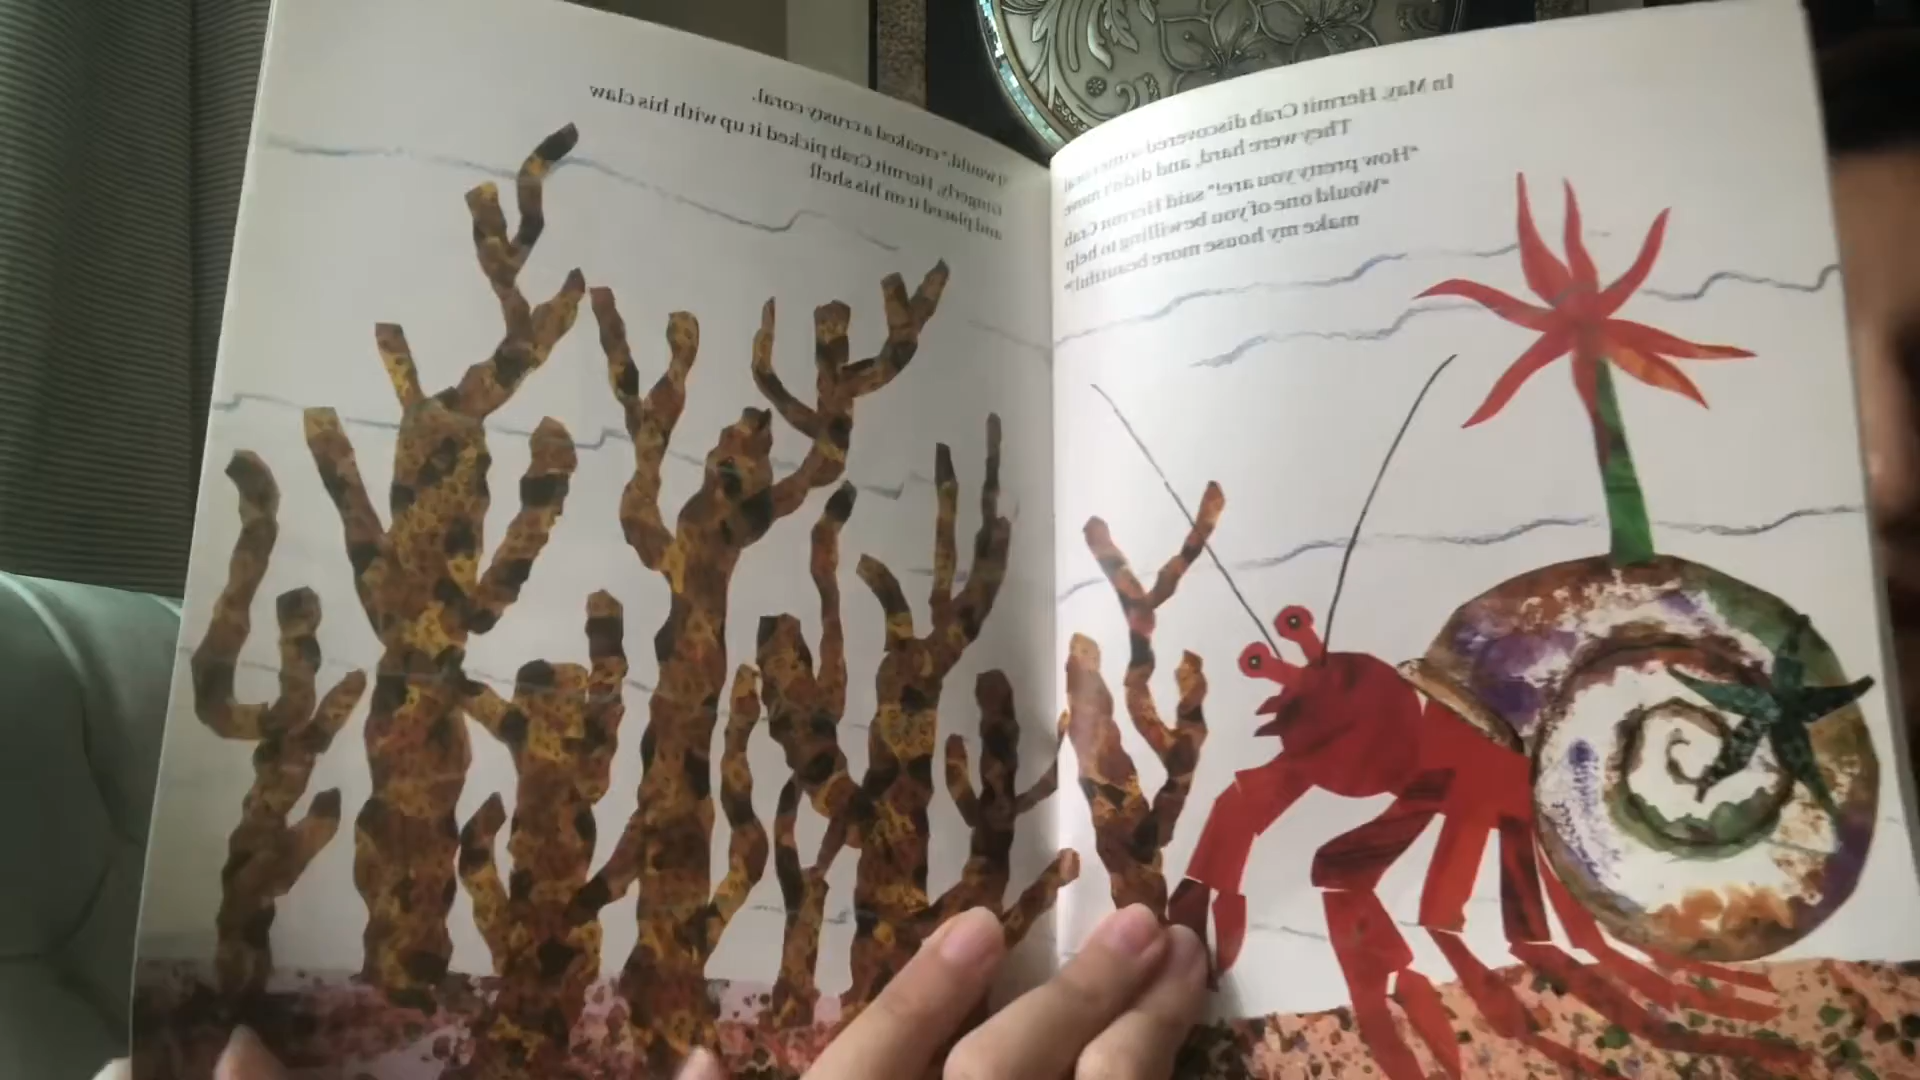 In May, Hermit Crab discovered some coral.
They were hard, and didn't move.
"How pretty you are!" said Hermit Crab.
"Would one of you be willing to help
make my house more beautiful?"
"I would," creaked a crusty coral.
Gingerly, Hermit Crab picked it up with his claw
and placed it on his shell.